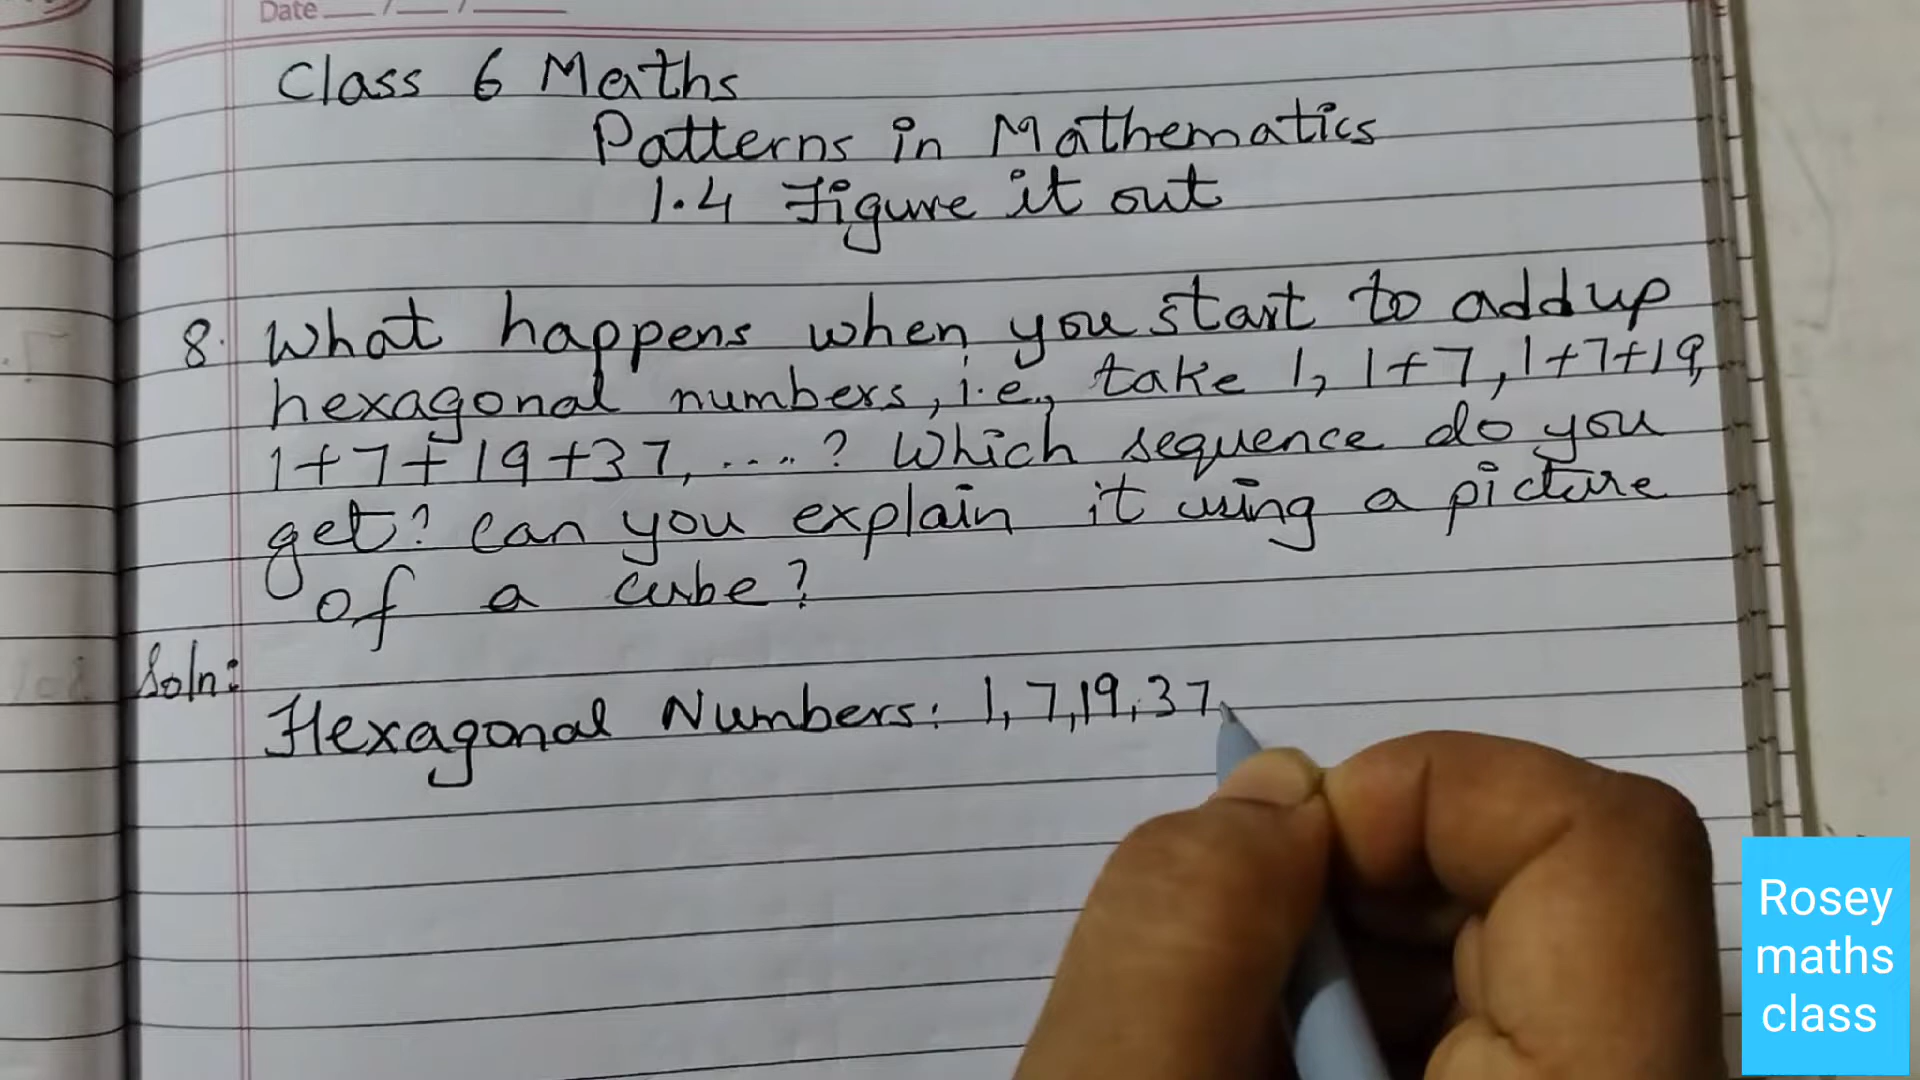 Date ___/___/___
Class 6 Maths
Patterns in Mathematics
1.4 Figure it out
8. What happens when you start to add up
hexagonal numbers, i.e., take 1, 1+7, 1+7+19,
1+7+19+37, ....? Which sequence do you
get? Can you explain it using a picture
of a cube?
Soln:
Hexagonal Numbers: 1, 7, 19, 37,
Rosey
maths
class